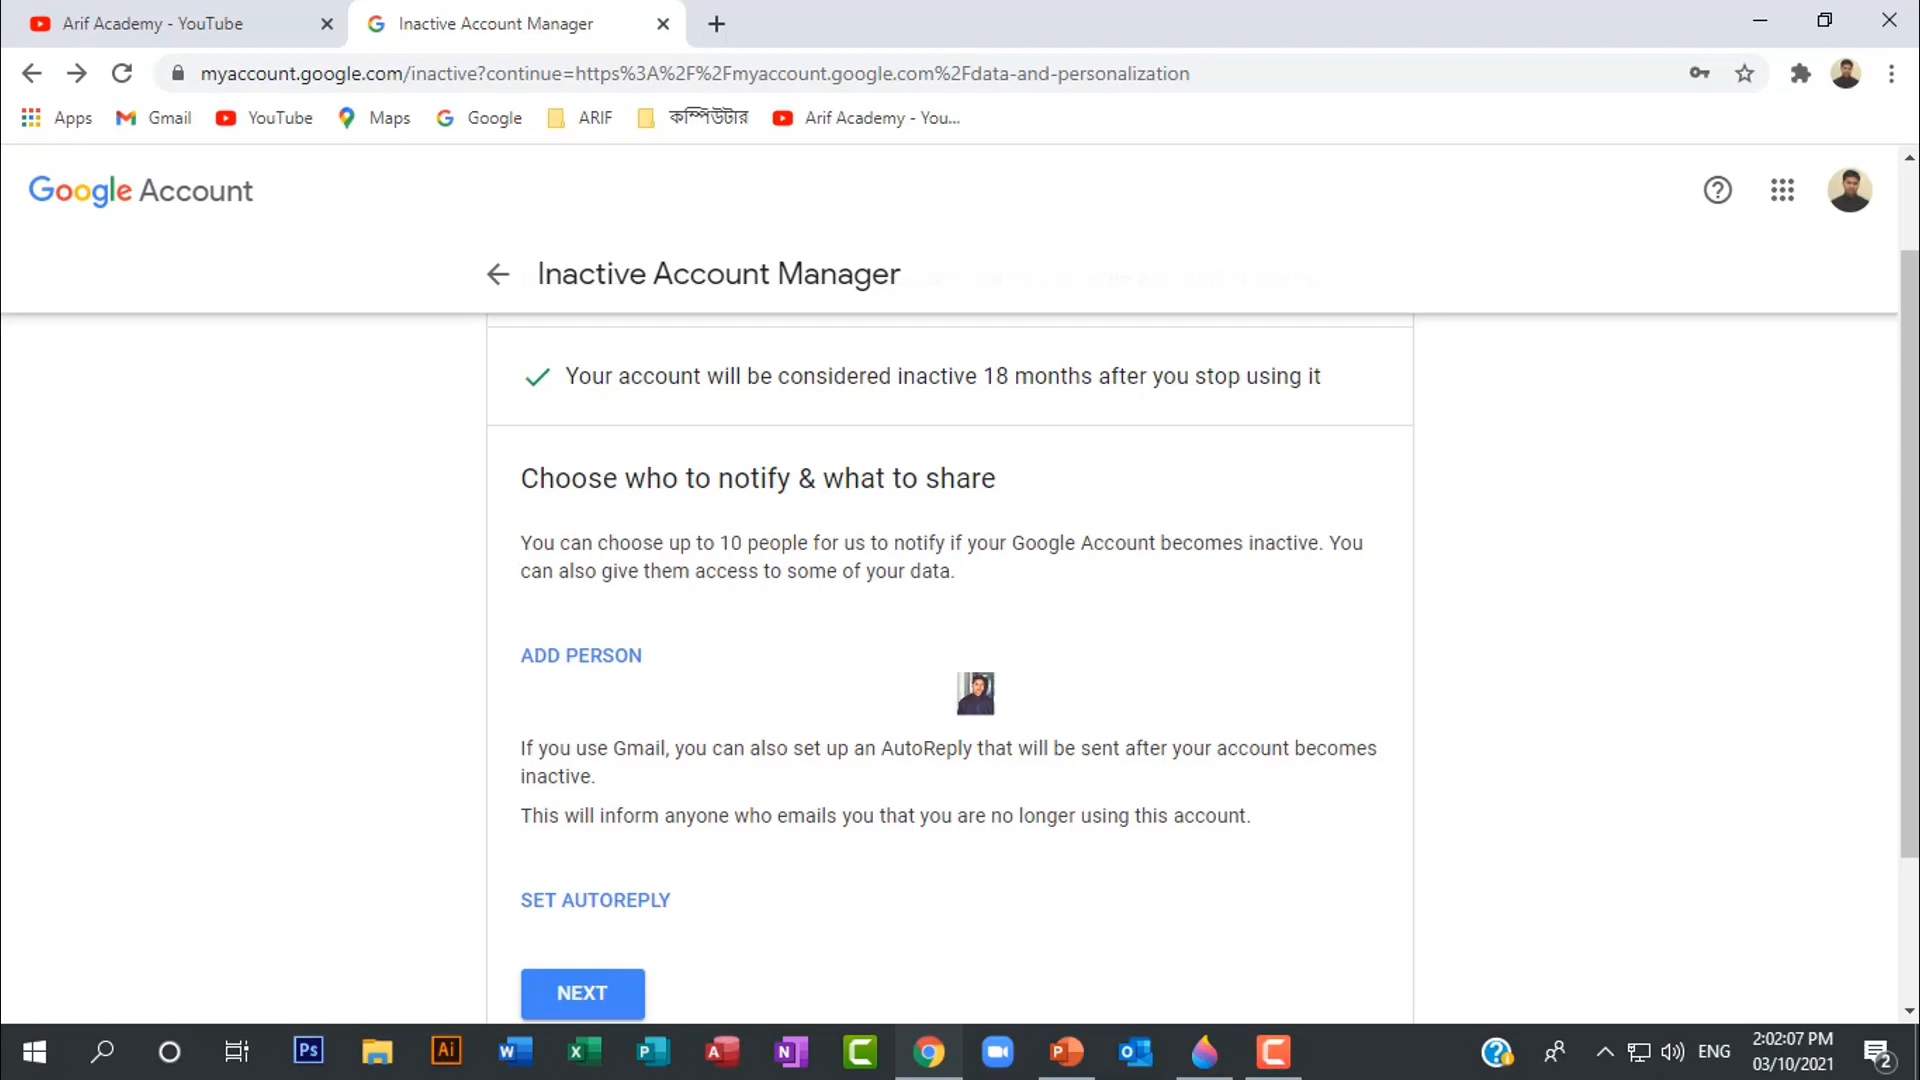 Arif Academy - YouTube
Inactive Account Manager
myaccount.google.com/inactive?continue=https%3A%2F%2Fmyaccount.google.com%2Fdata-and-personalization
Apps
Gmail
YouTube
Maps
Google
ARIF
কম্পিউটার
Arif Academy - You...
Google Account
Inactive Account Manager
Your account will be considered inactive 18 months after you stop using it
Choose who to notify & what to share
You can choose up to 10 people for us to notify if your Google Account becomes inactive. You
can also give them access to some of your data.
ADD PERSON
If you use Gmail, you can also set up an AutoReply that will be sent after your account becomes
inactive.
This will inform anyone who emails you that you are no longer using this account.
SET AUTOREPLY
NEXT
Ps
Ai
ENG
2:02:07 PM
03/10/2021
2